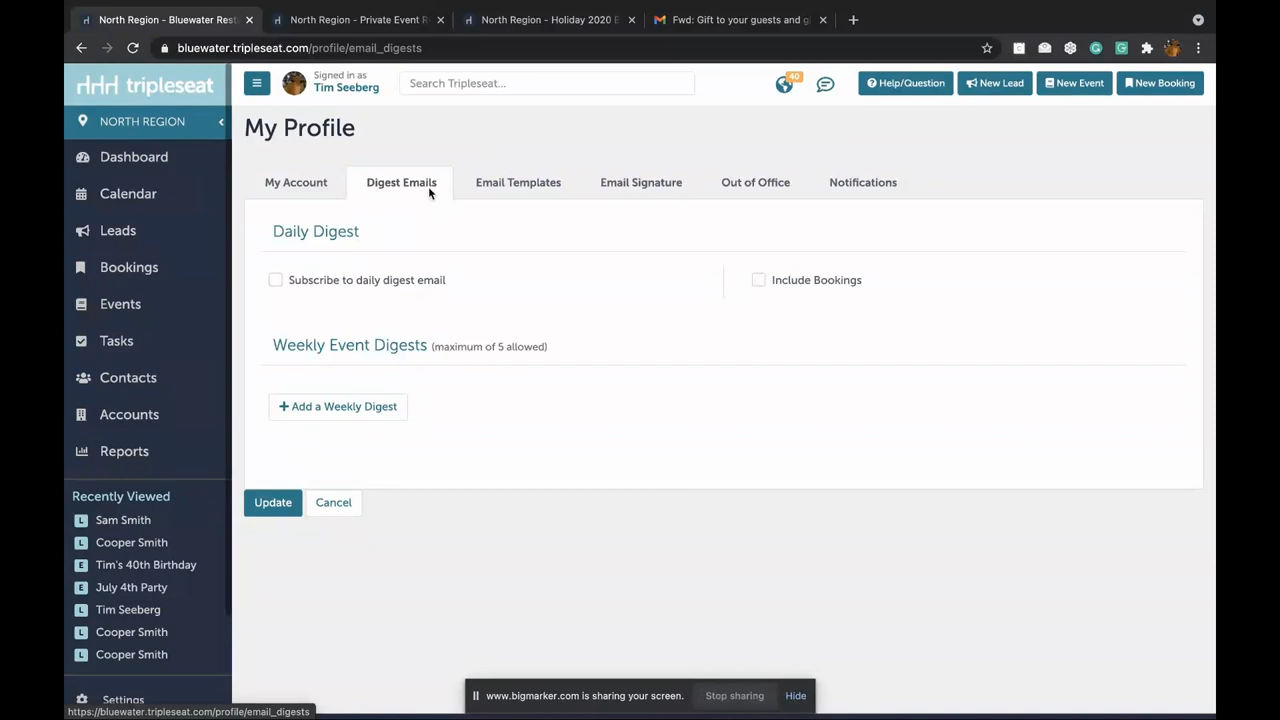 North Region - Bluewater Rest
North Region - Private Event R
North Region - Holiday 2020 E
Fwd: Gift to your guests and g
bluewater.tripleseat.com/profile/email_digests
tripleseat
Signed in as
Tim Seeberg
Search Tripleseat...
40
Help/Question
New Lead
New Event
New Booking
NORTH REGION
My Profile
Dashboard
Calendar
Leads
Bookings
Events
Tasks
Contacts
Accounts
Reports
My Account
Digest Emails
Email Templates
Email Signature
Out of Office
Notifications
Daily Digest
Subscribe to daily digest email
Include Bookings
Weekly Event Digests (maximum of 5 allowed)
+ Add a Weekly Digest
Update
Cancel
Recently Viewed
L Sam Smith
L Cooper Smith
E Tim's 40th Birthday
E July 4th Party
L Tim Seeberg
L Cooper Smith
L Cooper Smith
Settings
www.bigmarker.com is sharing your screen.
Stop sharing
Hide
https://bluewater.tripleseat.com/profile/email_digests